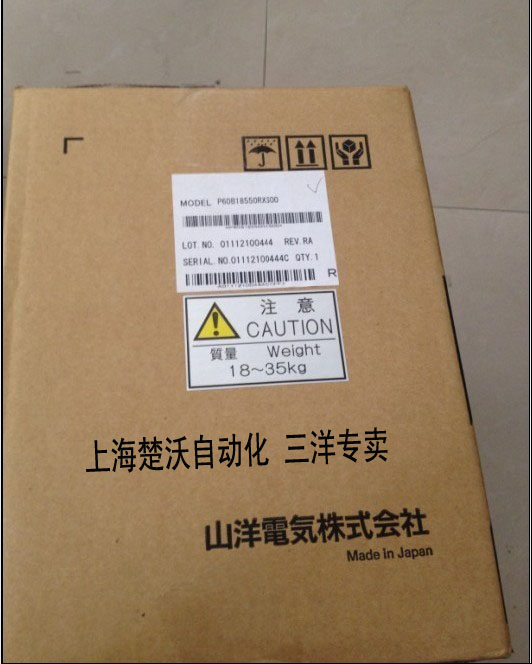 MODEL P60B18550RXS00
LOT.NO. 01112100444 REV.RA
SERIAL.NO.01112100444C QTY.1
R
注 意
CAUTION
質量 Weight
18～35kg
上海楚沃自动化 三洋专卖
山洋電気株式会社
Made in Japan